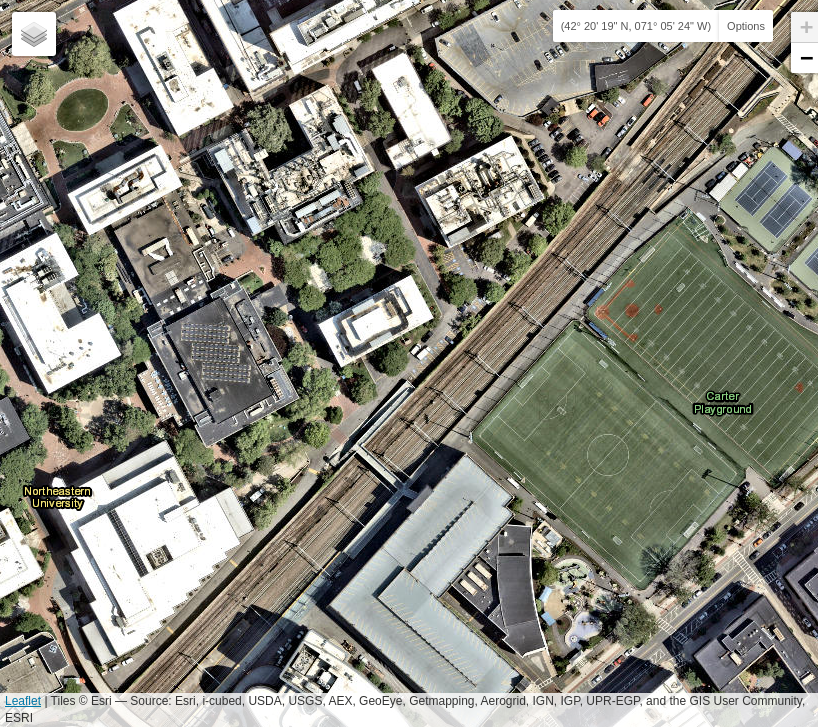 (42° 20' 19" N, 071° 05' 24" W)
Options
+
−
Carter
Playground
Northeastern
University
Leaflet | Tiles © Esri — Source: Esri, i-cubed, USDA, USGS, AEX, GeoEye, Getmapping, Aerogrid, IGN, IGP, UPR-EGP, and the GIS User Community,
ESRI